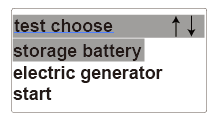 test choose ↑↓
storage battery
electric generator
start